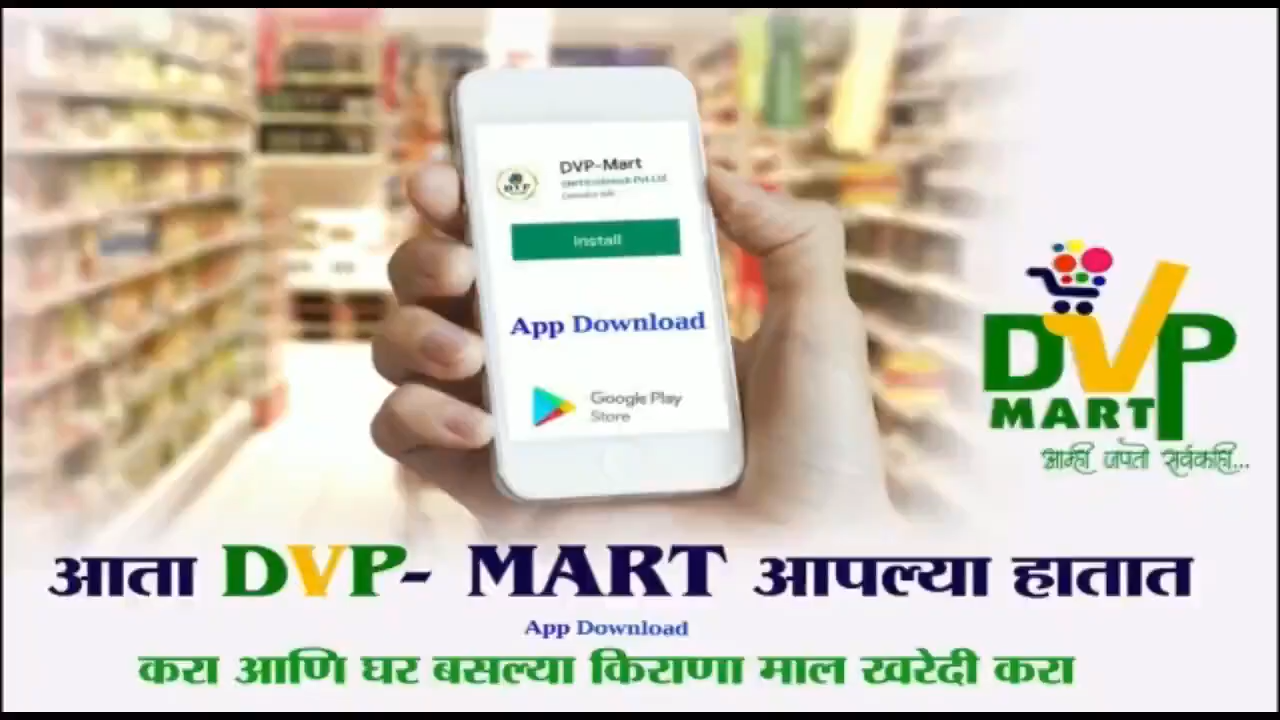 DVP-Mart
Install
App Download
Google Play
Store
DVP
DVP
MART
आम्ही जपतो सर्वकाही...
आता DVP- MART आपल्या हातात
App Download
करा आणि घर बसल्या किराणा माल खरेदी करा